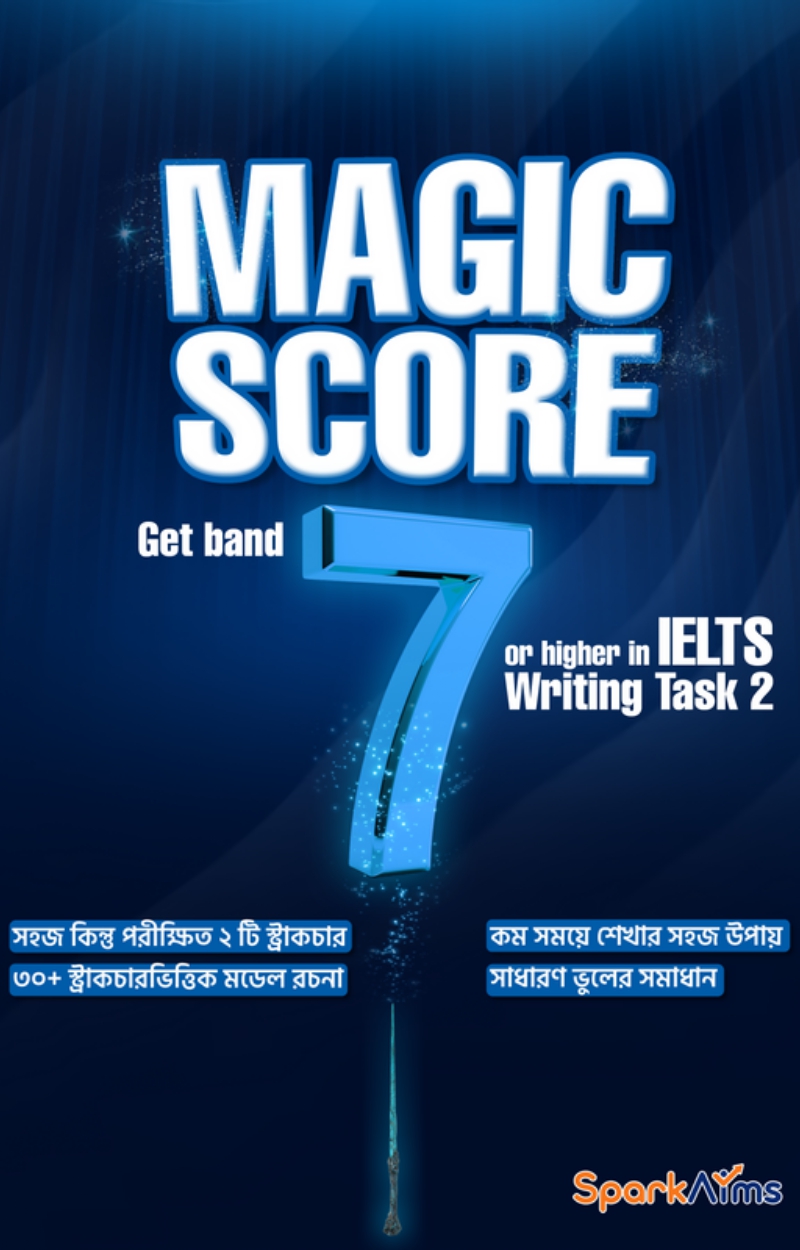 MAGIC
SCORE
Get band
7
or higher in IELTS
Writing Task 2
সহজ কিন্তু পরীক্ষিত ২ টি স্ট্রাকচার
৩০+ স্ট্রাকচারভিত্তিক মডেল রচনা
কম সময়ে শেখার সহজ উপায়
সাধারণ ভুলের সমাধান
SparkAims